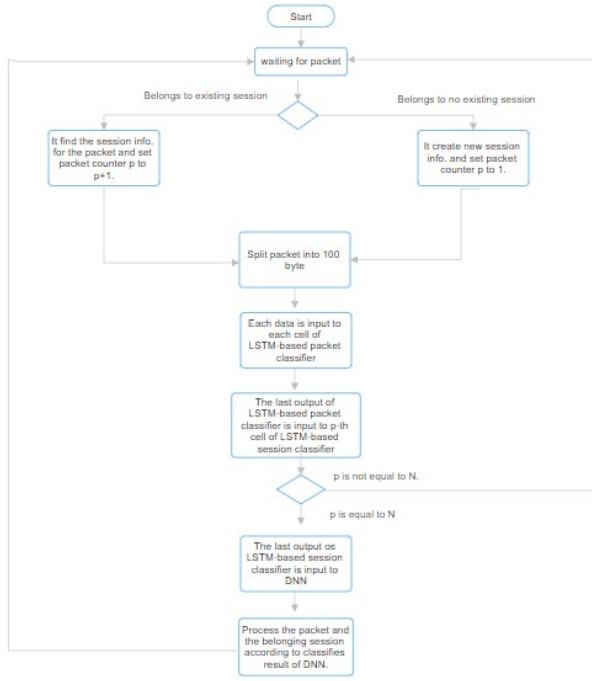 Start
waiting for packet
Belongs to existing session
Belongs to no existing session
It find the session info.
for the packet and set
packet counter p to
p+1.
It create new session
info. and set packet
counter p to 1.
Split packet into 100
byte
Each data is input to
each cell of
LSTM-based packet
classifier
The last output of
LSTM-based packet
classifier is input to p-th
cell of LSTM-based
session classifier
p is not equal to N.
p is equal to N
The last output os
LSTM-based session
classifier is input to
DNN
Process the packet and
the belonging session
according to classifies
result of DNN.